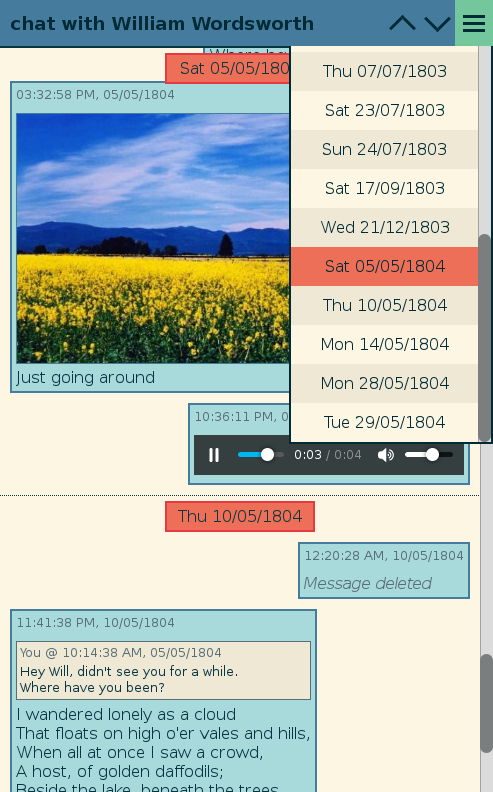 chat with William Wordsworth
Sat 05/05/180
03:32:58 PM, 05/05/1804
Just going around
Thu 07/07/1803
Sat 23/07/1803
Sun 24/07/1803
Sat 17/09/1803
Wed 21/12/1803
Sat 05/05/1804
Thu 10/05/1804
Mon 14/05/1804
Mon 28/05/1804
Tue 29/05/1804
10:36:11 PM, 0
0:03 / 0:04
Thu 10/05/1804
12:20:28 AM, 10/05/1804
Message deleted
11:41:38 PM, 10/05/1804
You @ 10:14:38 AM, 05/05/1804
Hey Will, didn't see you for a while.
Where have you been?
I wandered lonely as a cloud
That floats on high o'er vales and hills,
When all at once I saw a crowd,
A host, of golden daffodils;
Beside the lake, beneath the trees,